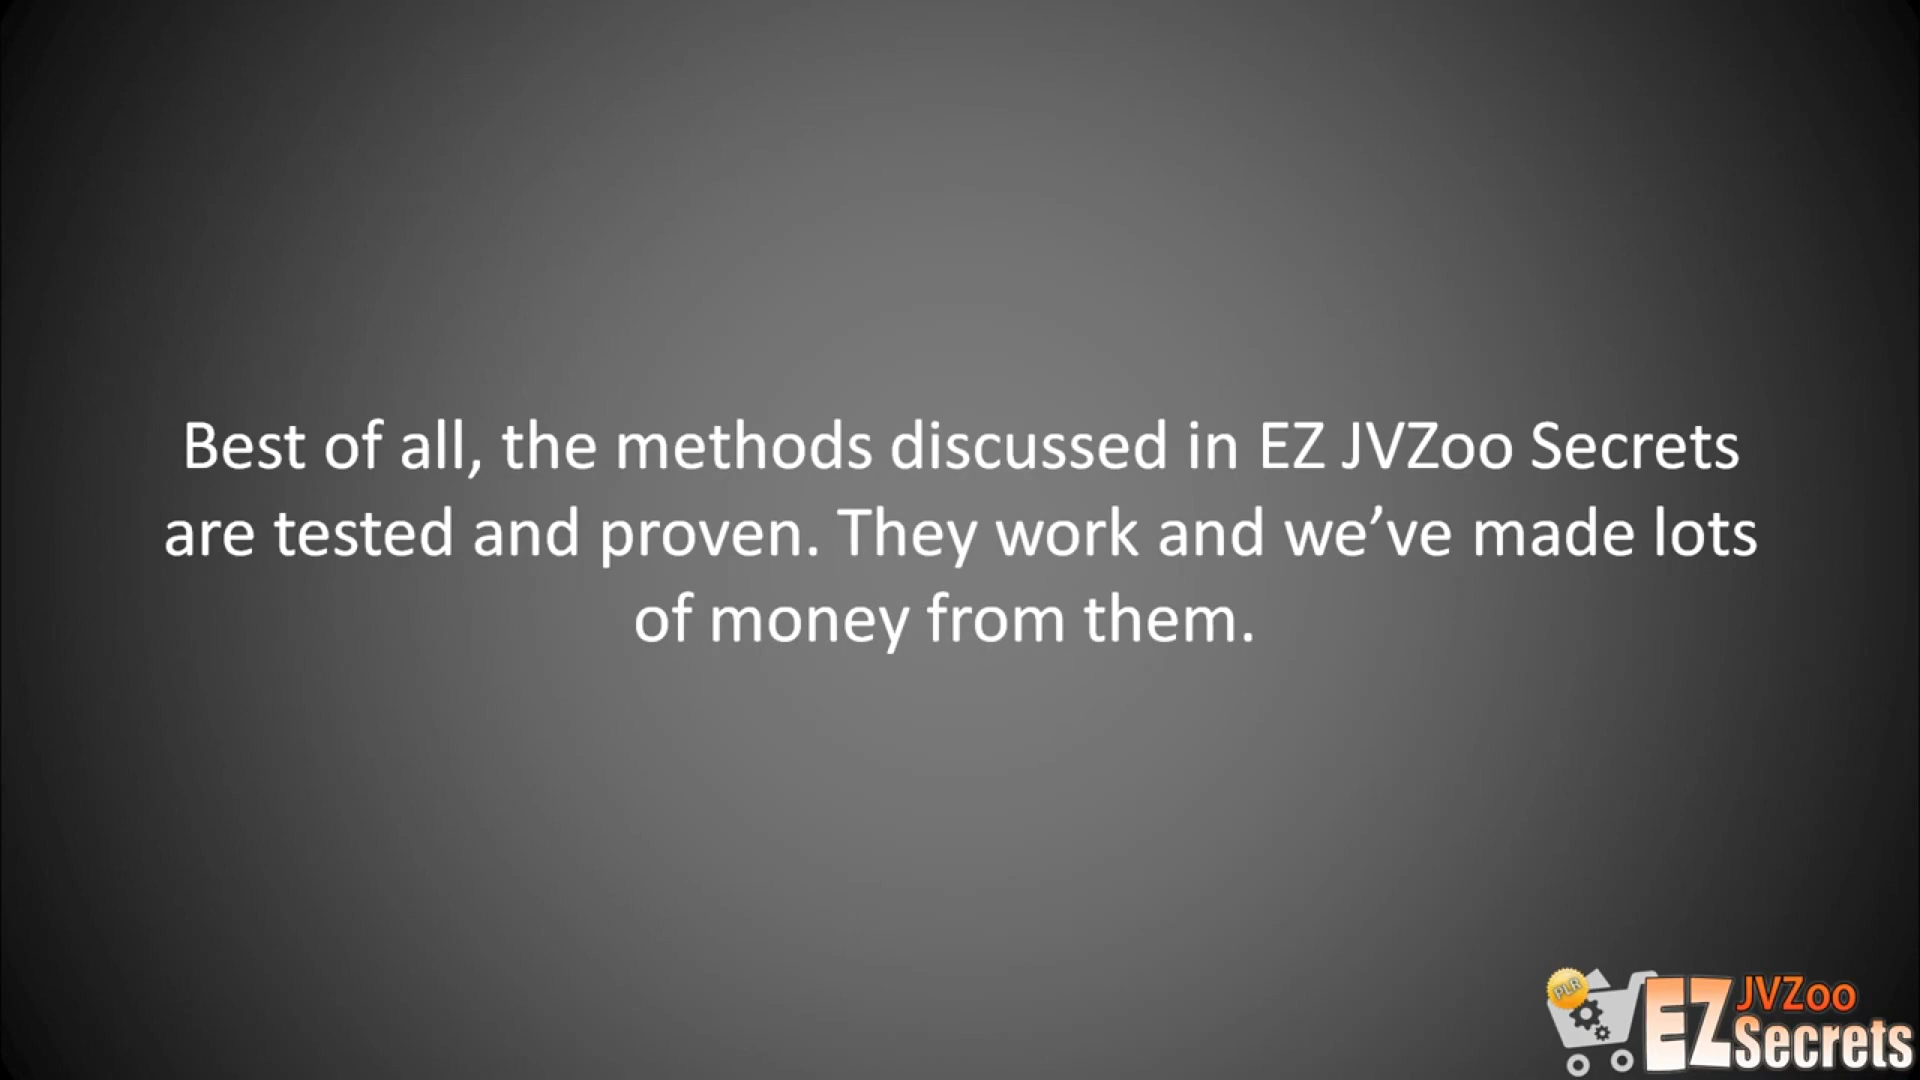 Best of all, the methods discussed in EZ JVZoo Secrets
are tested and proven. They work and we’ve made lots
of money from them.
PLR
EZ JVZoo
Secrets